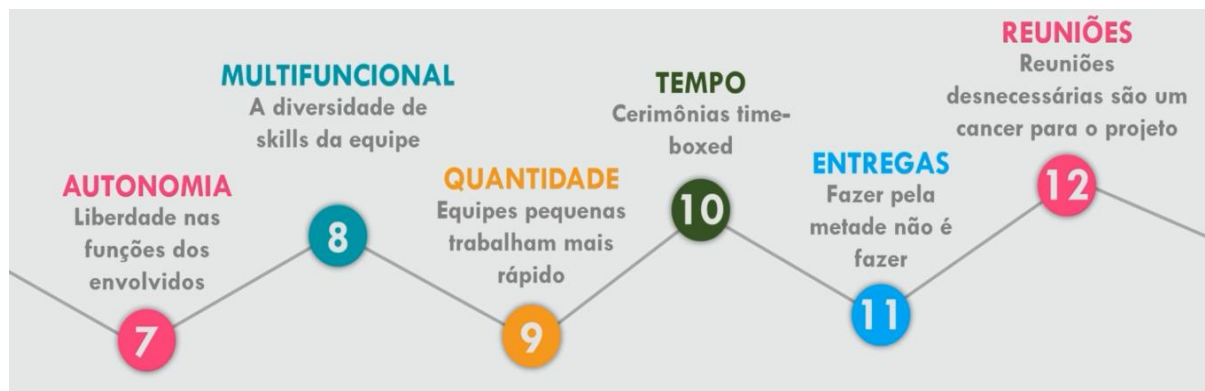 AUTONOMIA
Liberdade nas
funções dos
envolvidos
7
MULTIFUNCIONAL
A diversidade de
skills da equipe
8
QUANTIDADE
Equipes pequenas
trabalham mais
rápido
9
TEMPO
Cerimônias time-
boxed
10
ENTREGAS
Fazer pela
metade não é
fazer
11
REUNIÕES
Reuniões
desnecessárias são um
cancer para o projeto
12